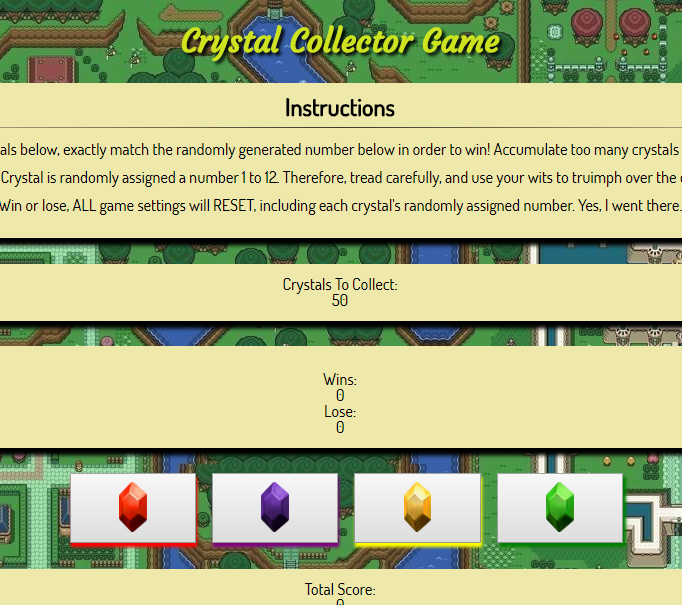 Crystal Collector Game
Instructions
als below, exactly match the randomly generated number below in order to win! Accumulate too many crystals
Crystal is randomly assigned a number 1 to 12. Therefore, tread carefully, and use your wits to truimph over the
Win or lose, ALL game settings will RESET, including each crystal's randomly assigned number. Yes, I went there.
Crystals To Collect:
50
Wins:
0
Lose:
0
Total Score:
0